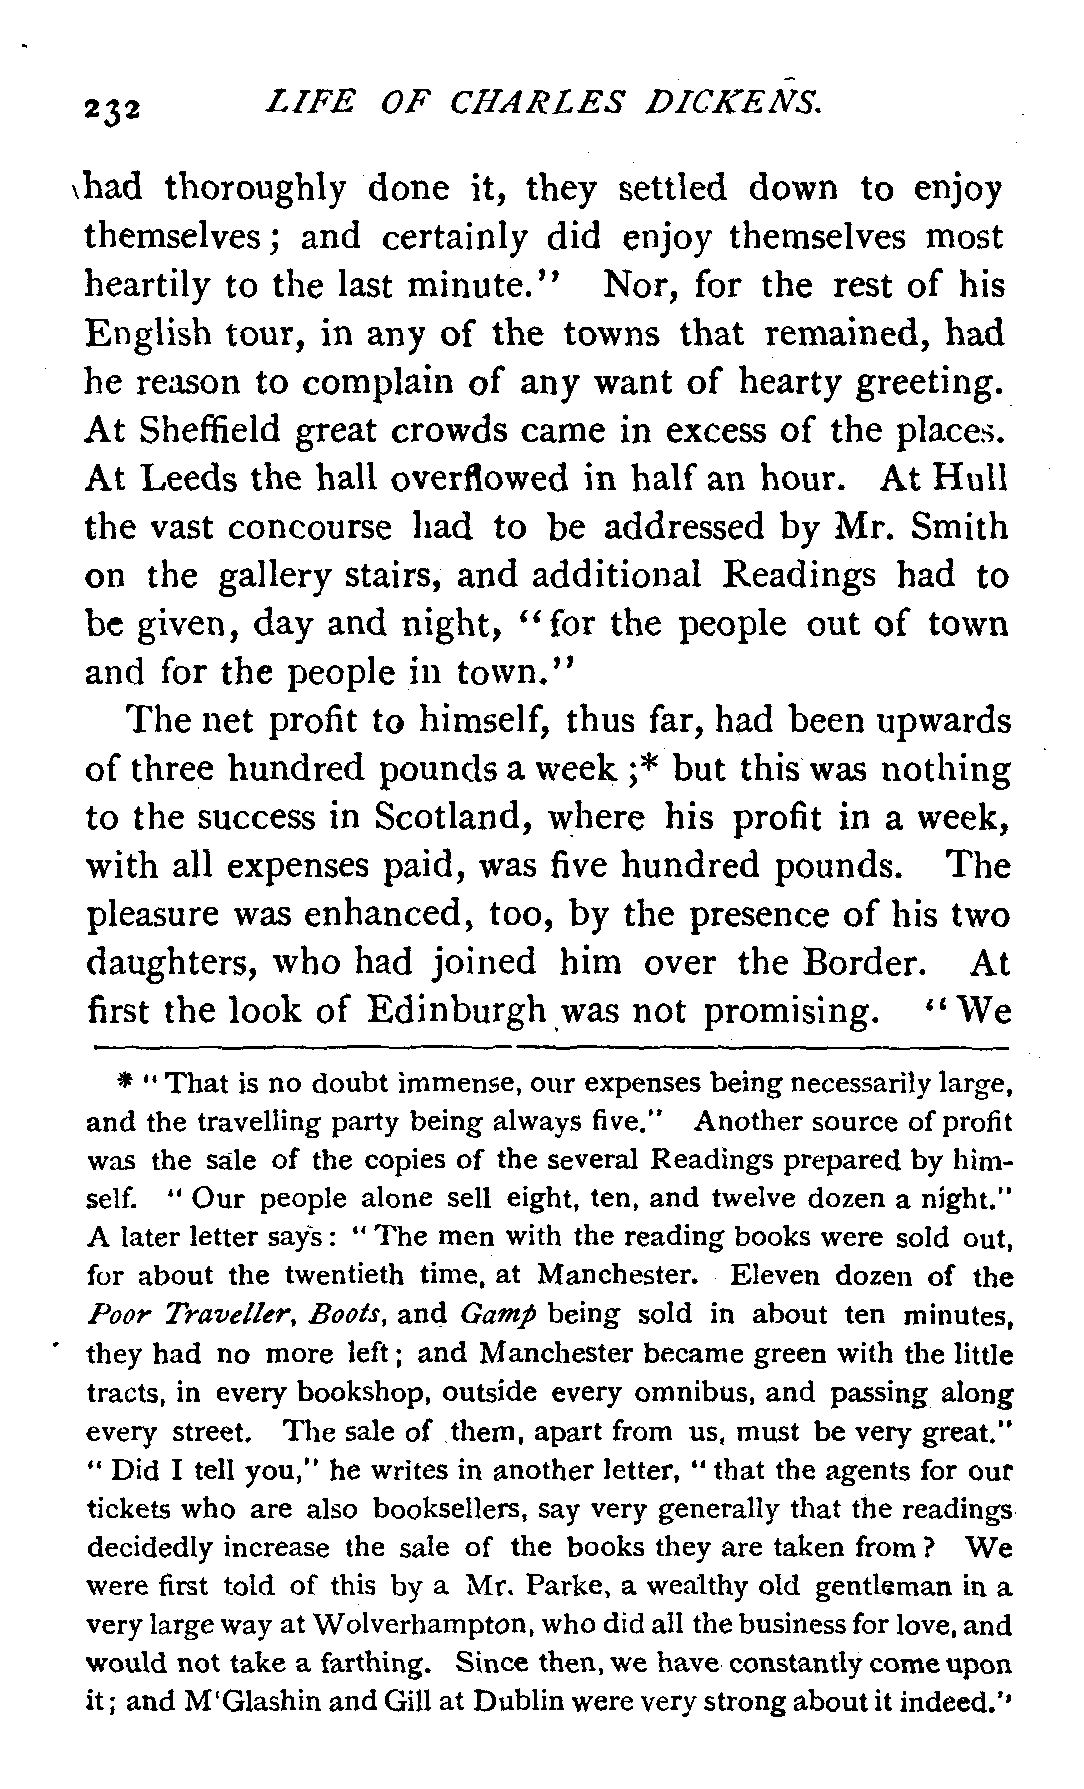 232 LIFE OF CHARLES DICKENS.
had thoroughly done it, they settled down to enjoy
themselves; and certainly did enjoy themselves most
heartily to the last minute." Nor, for the rest of his
English tour, in any of the towns that remained, had
he reason to complain of any want of hearty greeting.
At Sheffield great crowds came in excess of the places.
At Leeds the hall overflowed in half an hour. At Hull
the vast concourse had to be addressed by Mr. Smith
on the gallery stairs, and additional Readings had to
be given, day and night, "for the people out of town
and for the people in town."
The net profit to himself, thus far, had been upwards
of three hundred pounds a week;* but this was nothing
to the success in Scotland, where his profit in a week,
with all expenses paid, was five hundred pounds. The
pleasure was enhanced, too, by the presence of his two
daughters, who had joined him over the Border. At
first the look of Edinburgh was not promising. "We
* "That is no doubt immense, our expenses being necessarily large,
and the travelling party being always five." Another source of profit
was the sale of the copies of the several Readings prepared by him-
self. "Our people alone sell eight, ten, and twelve dozen a night."
A later letter says: "The men with the reading books were sold out,
for about the twentieth time, at Manchester. Eleven dozen of the
Poor Traveller, Boots, and Gamp being sold in about ten minutes,
they had no more left; and Manchester became green with the little
tracts, in every bookshop, outside every omnibus, and passing along
every street. The sale of them, apart from us, must be very great."
"Did I tell you," he writes in another letter, "that the agents for our
tickets who are also booksellers, say very generally that the readings
decidedly increase the sale of the books they are taken from? We
were first told of this by a Mr. Parke, a wealthy old gentleman in a
very large way at Wolverhampton, who did all the business for love, and
would not take a farthing. Since then, we have constantly come upon
it; and M'Glashin and Gill at Dublin were very strong about it indeed."